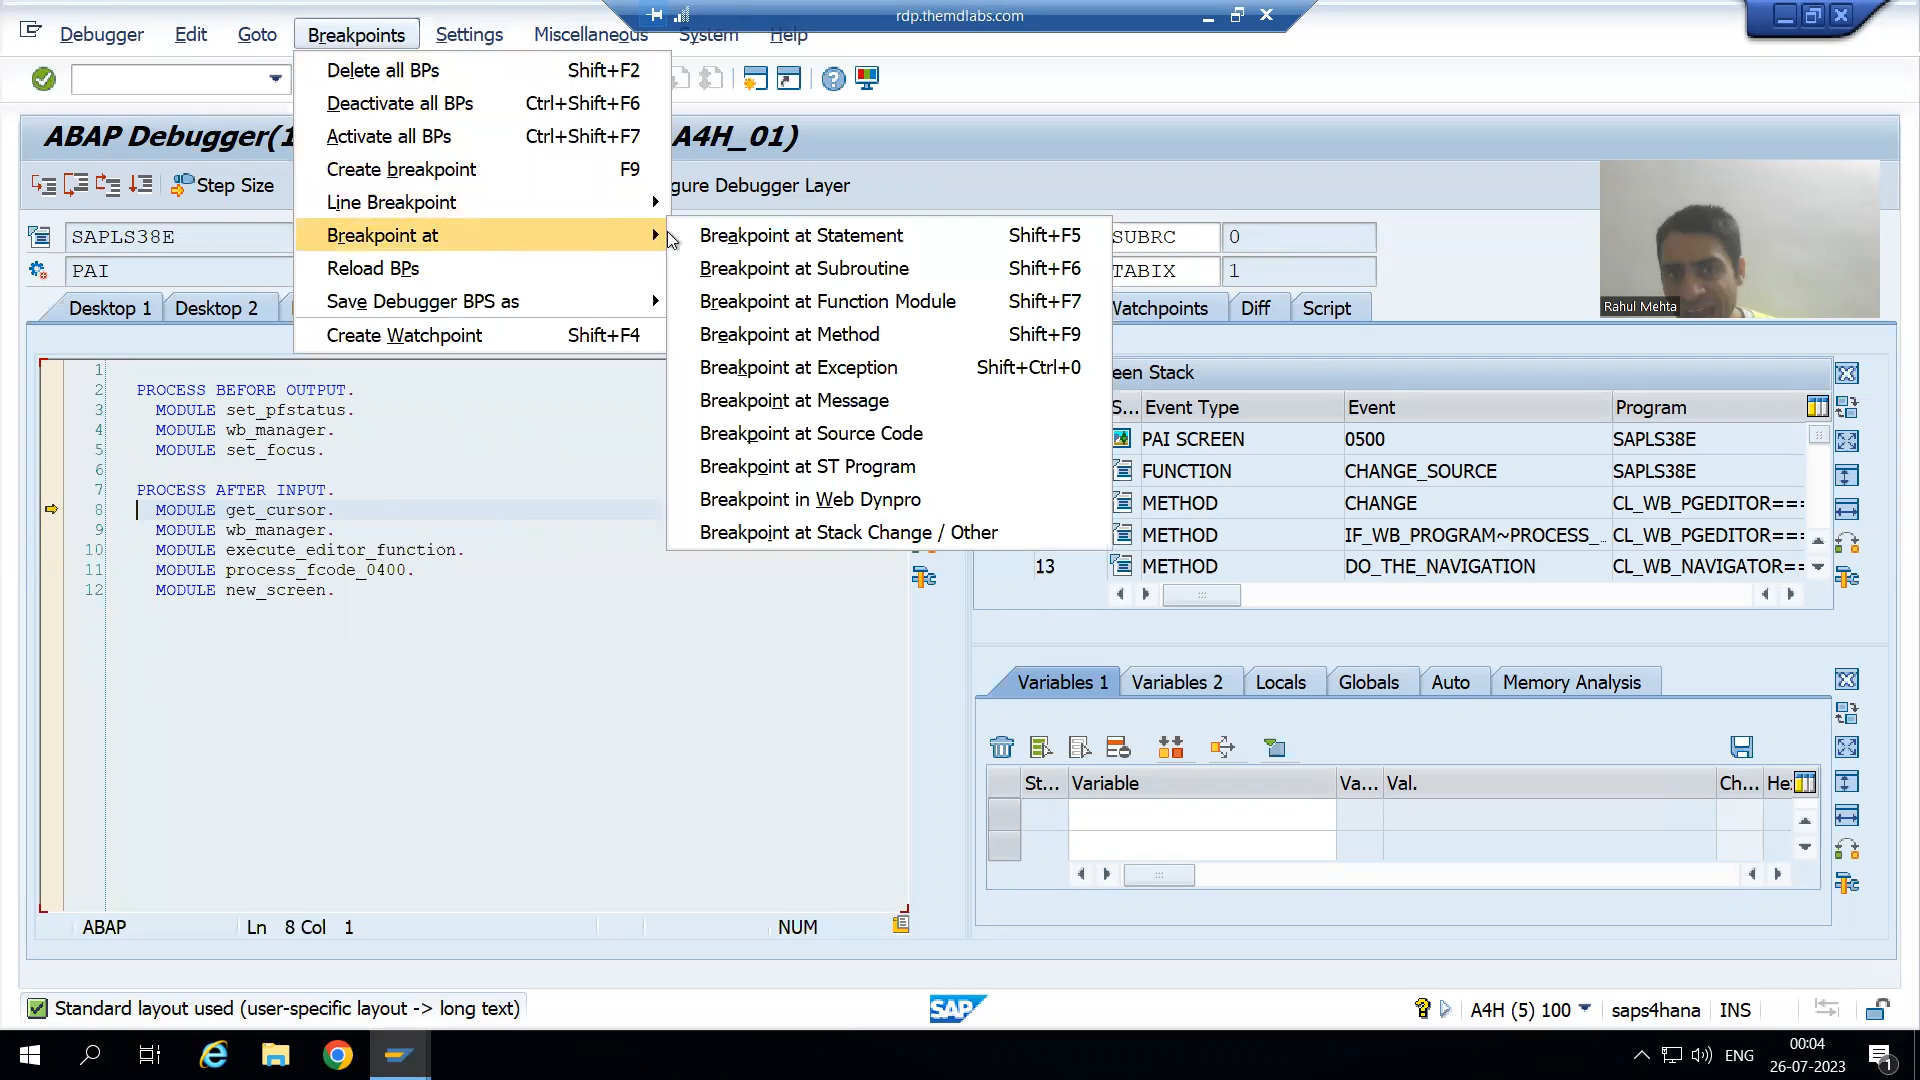 rdp.themdlabs.com
Debugger Edit Goto Breakpoints Settings Miscellaneous System Help
Delete all BPs Shift+F2
Deactivate all BPs Ctrl+Shift+F6
Activate all BPs Ctrl+Shift+F7
Create breakpoint F9
Line Breakpoint
Breakpoint at
Reload BPs
Save Debugger BPS as
Create Watchpoint Shift+F4
Breakpoint at Statement Shift+F5
Breakpoint at Subroutine Shift+F6
Breakpoint at Function Module Shift+F7
Breakpoint at Method Shift+F9
Breakpoint at Exception Shift+Ctrl+0
Breakpoint at Message
Breakpoint at Source Code
Breakpoint at ST Program
Breakpoint in Web Dynpro
Breakpoint at Stack Change / Other
ABAP Debugger(1 A4H_01)
Step Size gure Debugger Layer
SAPLS38E SUBRC 0
PAI TABIX 1
Rahul Mehta
Desktop 1 Desktop 2 Watchpoints Diff Script
1
2 PROCESS BEFORE OUTPUT.
3 MODULE set_pfstatus.
4 MODULE wb_manager.
5 MODULE set_focus.
6
7 PROCESS AFTER INPUT.
8 MODULE get_cursor.
9 MODULE wb_manager.
10 MODULE execute_editor_function.
11 MODULE process_fcode_0400.
12 MODULE new_screen.
ABAP Ln 8 Col 1 NUM
een Stack
S... Event Type Event Program
PAI SCREEN 0500 SAPLS38E
FUNCTION CHANGE_SOURCE SAPLS38E
METHOD CHANGE CL_WB_PGEDITOR===
METHOD IF_WB_PROGRAM~PROCESS_... CL_WB_PGEDITOR===
13 METHOD DO_THE_NAVIGATION CL_WB_NAVIGATOR==
Variables 1 Variables 2 Locals Globals Auto Memory Analysis
St... Variable Va... Val. Ch... He
Standard layout used (user-specific layout -> long text)
SAP
A4H (5) 100 saps4hana INS
ENG
00:04
26-07-2023
1